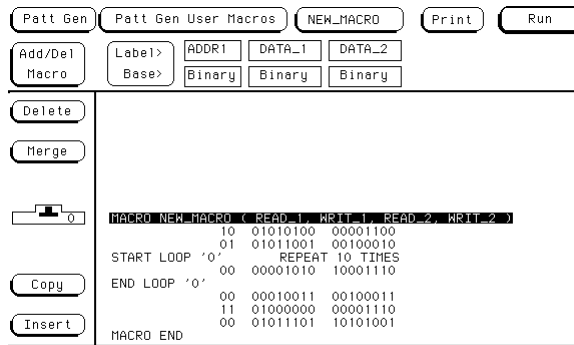 Patt Gen Patt Gen User Macros NEW_MACRO Print Run
Add/Del Macro
Label> ADDR1 DATA_1 DATA_2
Base> Binary Binary Binary
Delete
Merge
0
MACRO NEW_MACRO ( READ_1, WRIT_1, READ_2, WRIT_2 )
10 01010100 00001100
01 01011001 00100010
START LOOP '0' REPEAT 10 TIMES
00 00001010 10001110
END LOOP '0'
00 00010011 00100011
11 01000000 00001110
00 01011101 10101001
MACRO END
Copy
Insert